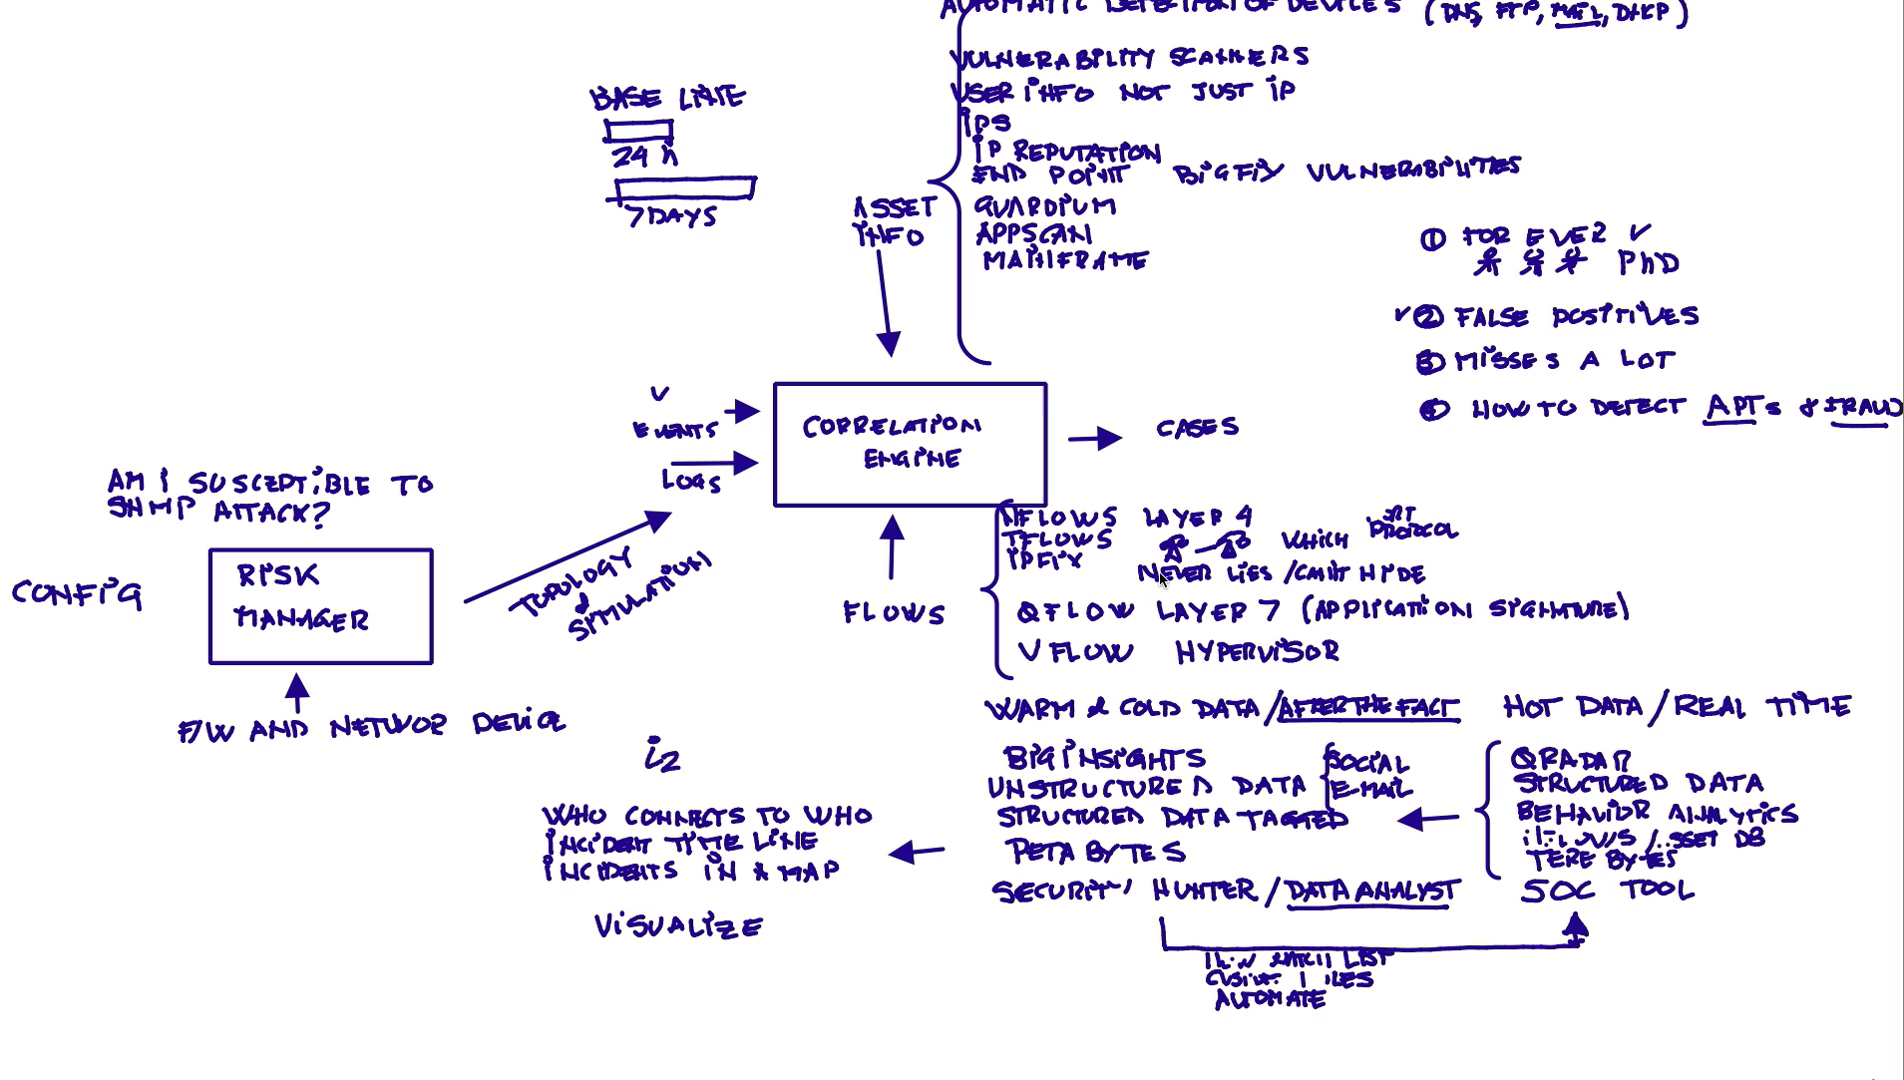 AUTOMATIC DETECTION OF DEVICES (DNS, FTP, MAIL, DHCP)
VULNERABILITY SCANNERS
USER INFO NOT JUST IP
IPS
IP REPUTATION
END POINT BIGFIX VULNERABILITIES
GUARDIUM
APPSCAN
MAINFRAME
BASE LINE
24 h
7 DAYS
ASSET
INFO
① FOR EVER ✓
PhD
✓ ② FALSE POSITIVES
③ MISSES A LOT
④ HOW TO DETECT APTs & FRAUD
V
EVENTS
LOGS
CORRELATION
ENGINE
CASES
AM I SUSCEPTIBLE TO
SNMP ATTACK?
CONFIG
RISK
MANAGER
TOPOLOGY
&
SIMULATION
F/W AND NETWOR DEVICE
FLOWS
NFLOWS LAYER 4
TFLOWS WHICH PROTOCOL
IPFIX
NEVER LIES / CAN'T HIDE
QFLOW LAYER 7 (APPLICATION SIGNATURE)
VFLOW HYPERVISOR
WARM & COLD DATA / AFTER THE FACT
BIGINSIGHTS
UNSTRUCTURED DATA SOCIAL
E-MAIL
STRUCTURED DATA TAGGED
PETA BYTES
SECURITY HUNTER / DATA ANALYST
HOT DATA / REAL TIME
QRADAR
STRUCTURED DATA
BEHAVIOR ANALYTICS
DB
TERE BYTES
SOC TOOL
i2
WHO CONNECTS TO WHO
INCIDENT TIME LINE
INCIDENTS IN A MAP
VISUALIZE
LIST
AUTOMATE